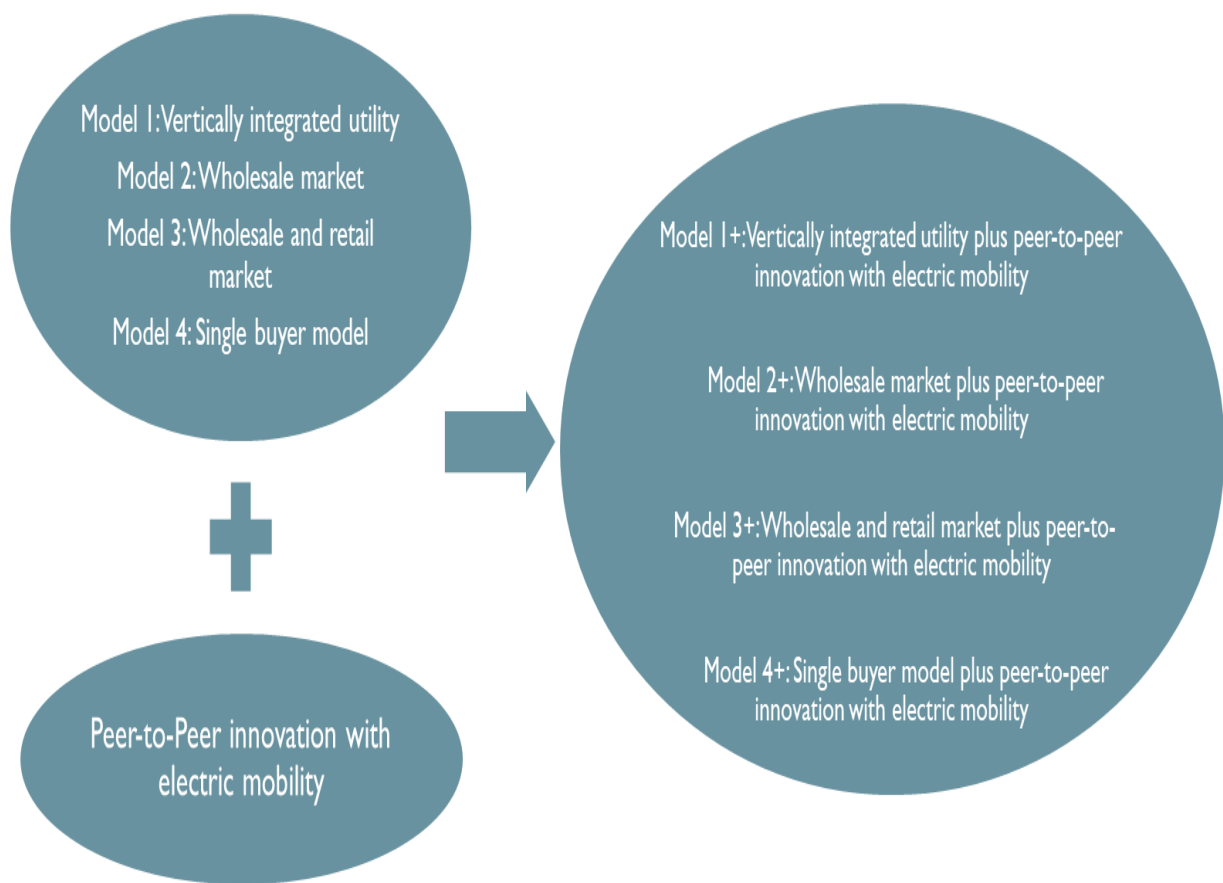 Model 1:Vertically integrated utility
Model 2:Wholesale market
Model 3:Wholesale and retail
market
Model 4: Single buyer model
Peer-to-Peer innovation with
electric mobility
Model 1+:Vertically integrated utility plus peer-to-peer
innovation with electric mobility
Model 2+:Wholesale market plus peer-to-peer
innovation with electric mobility
Model 3+:Wholesale and retail market plus peer-to-
peer innovation with electric mobility
Model 4+: Single buyer model plus peer-to-peer
innovation with electric mobility